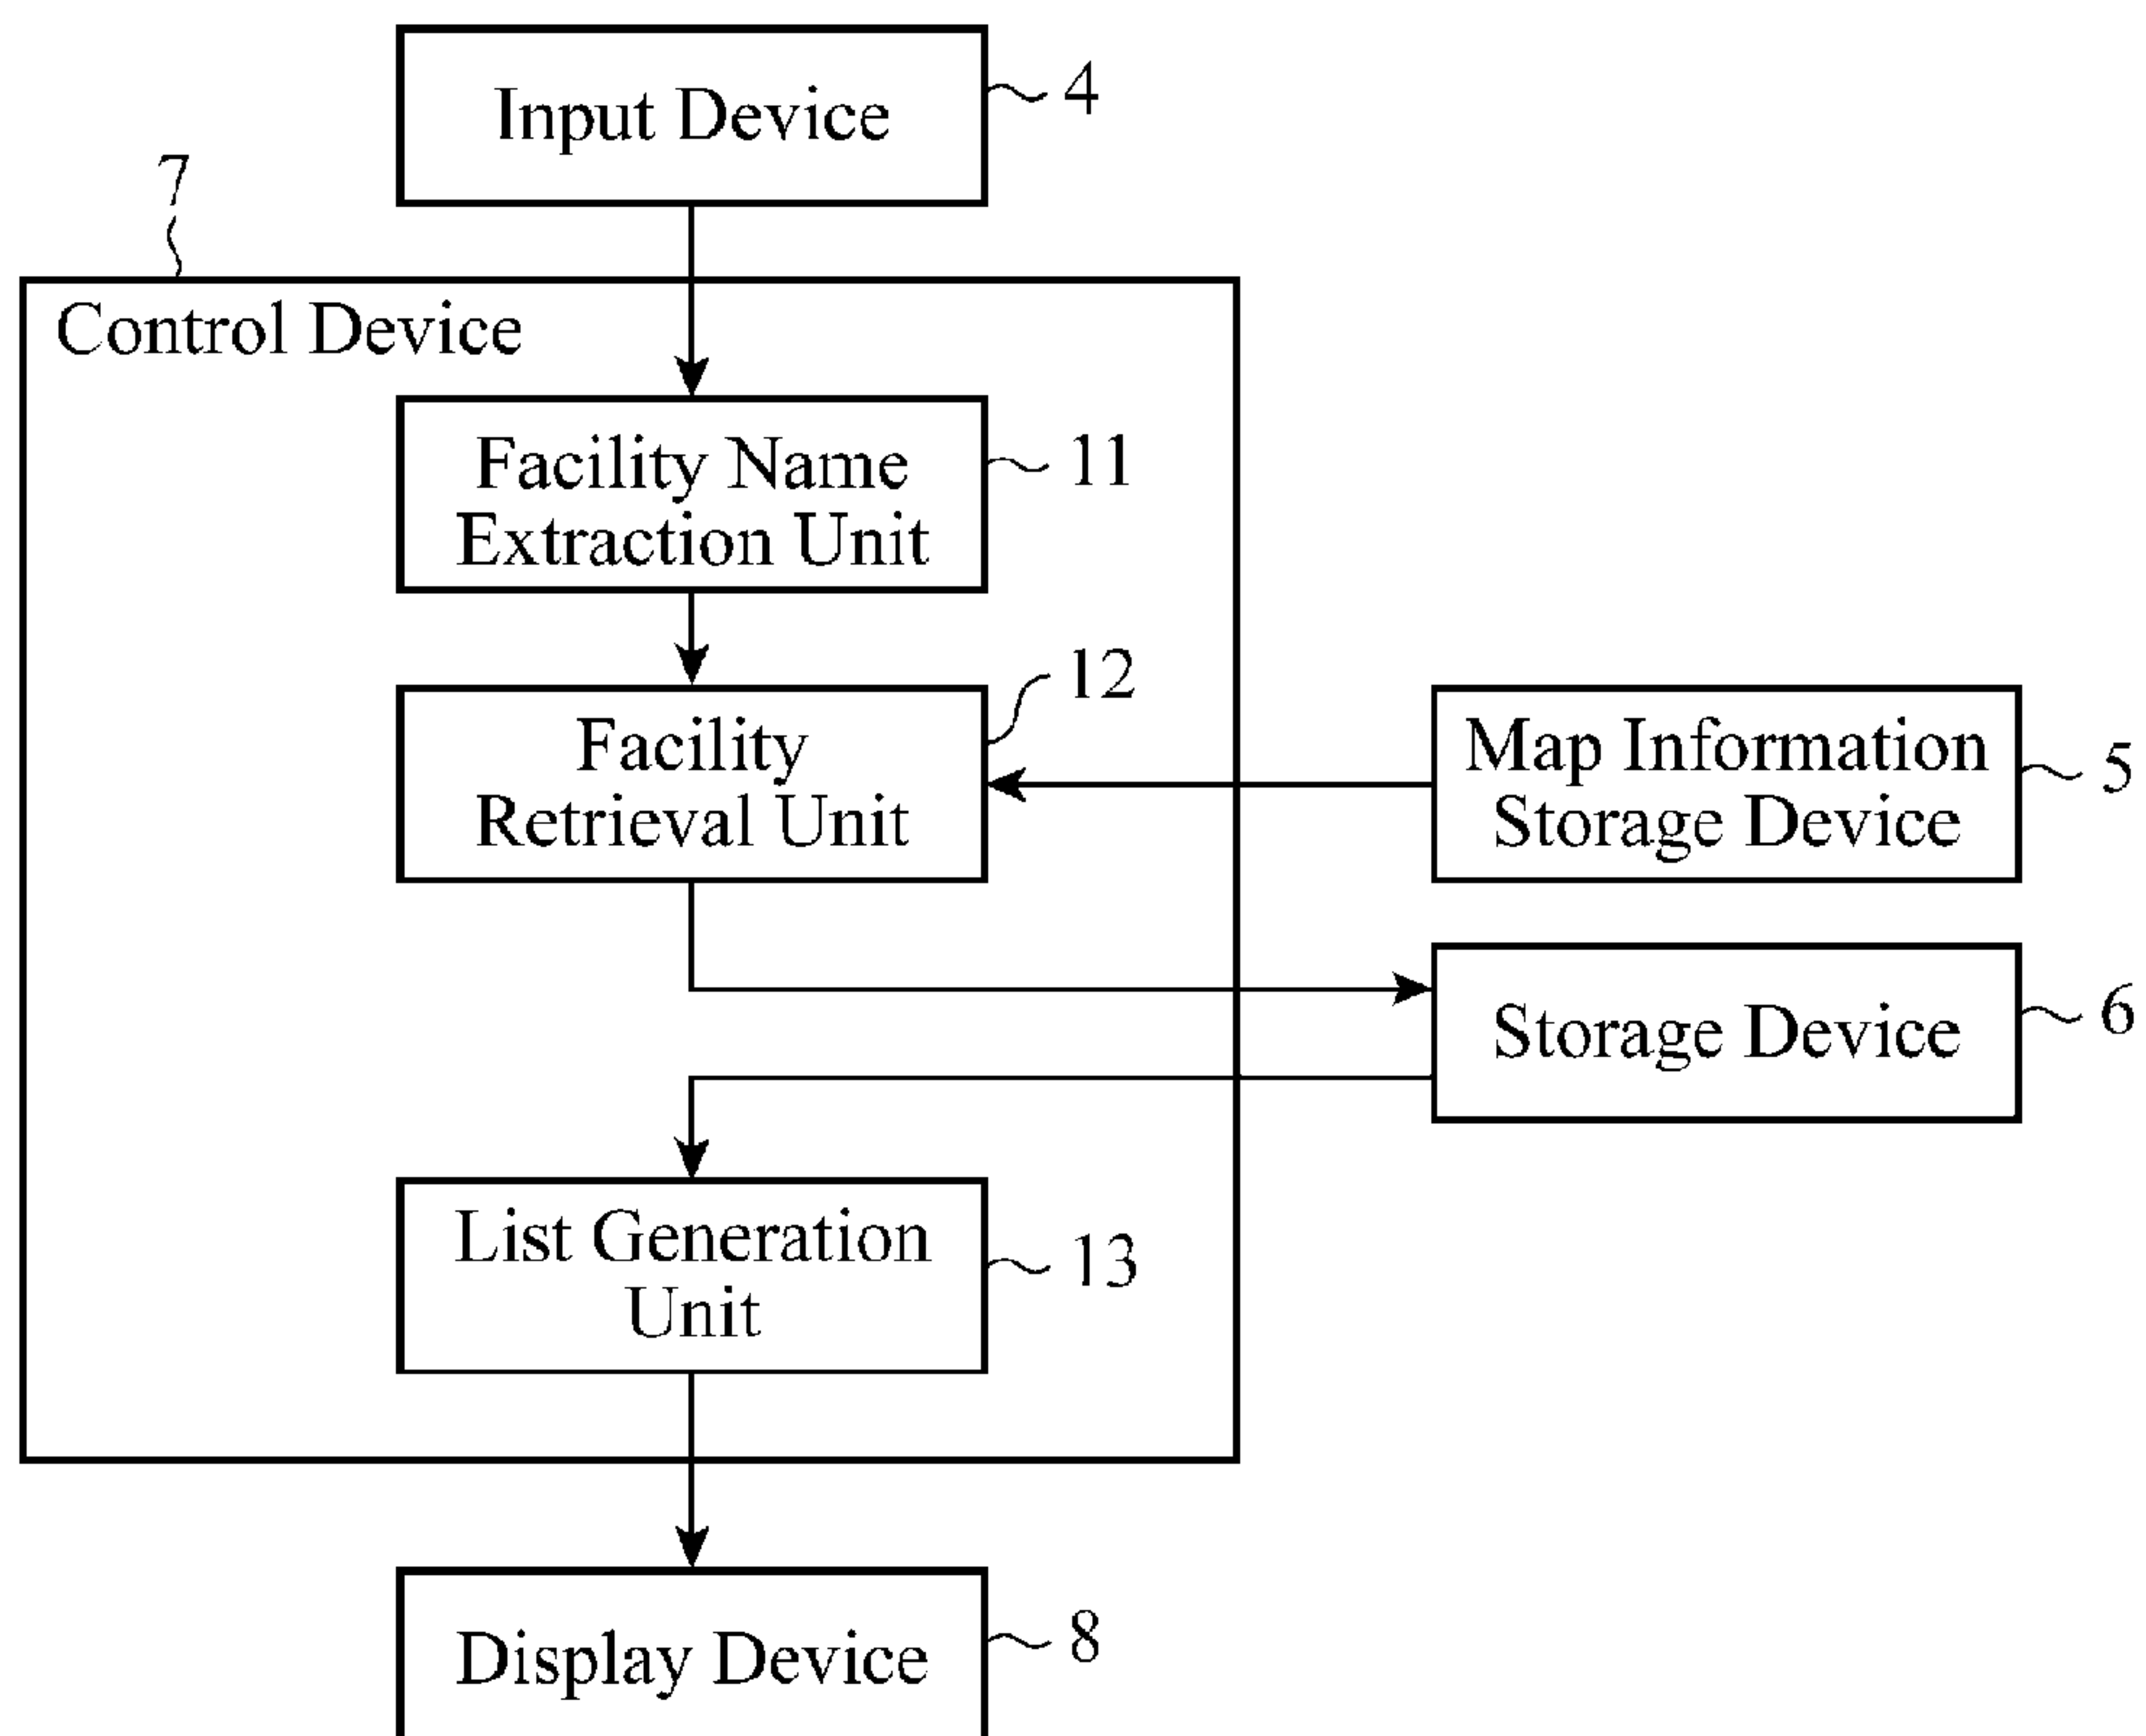 Input Device
4
7
Control Device
Facility Name
Extraction Unit
11
Facility
Retrieval Unit
12
Map Information
Storage Device
5
Storage Device
6
List Generation
Unit
13
Display Device
8